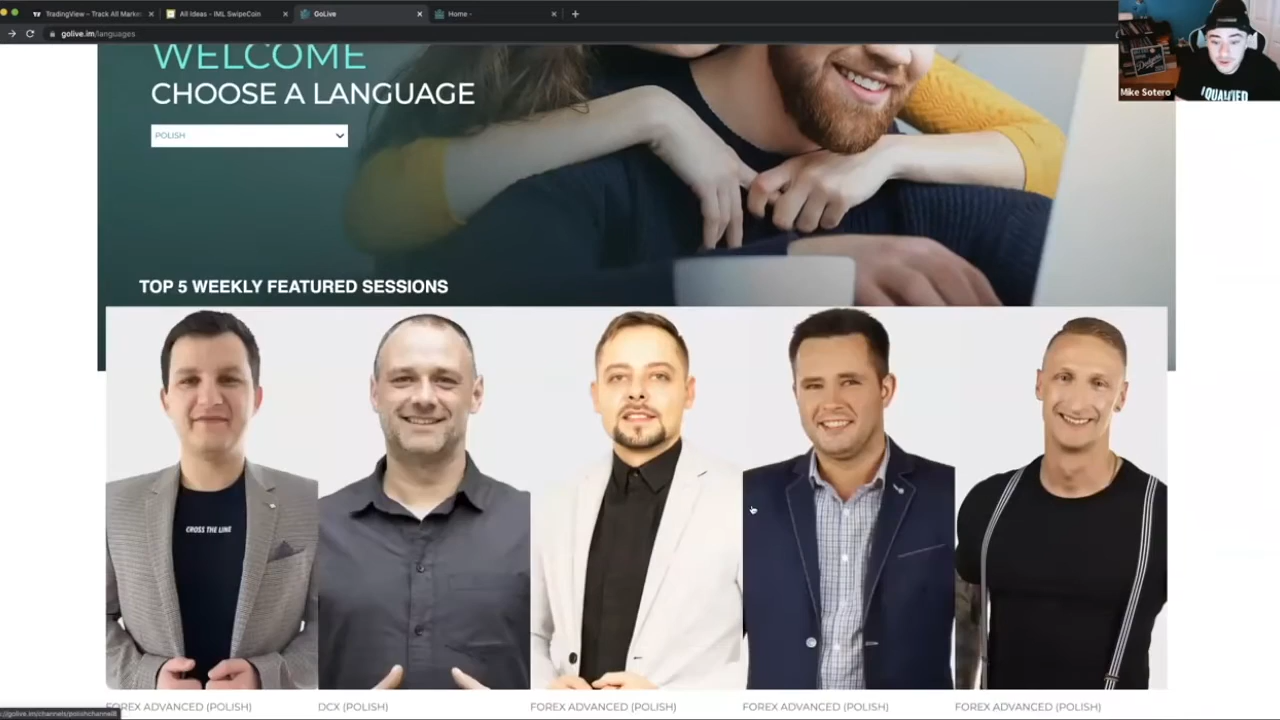 TradingView – Track All Marke
All Ideas - IML SwipeCoin
GoLive
Home -
golive.im/languages
Mike Sotero
WELCOME
CHOOSE A LANGUAGE
POLISH
TOP 5 WEEKLY FEATURED SESSIONS
CROSS THE LINE
FOREX ADVANCED (POLISH)
DCX (POLISH)
FOREX ADVANCED (POLISH)
FOREX ADVANCED (POLISH)
FOREX ADVANCED (POLISH)